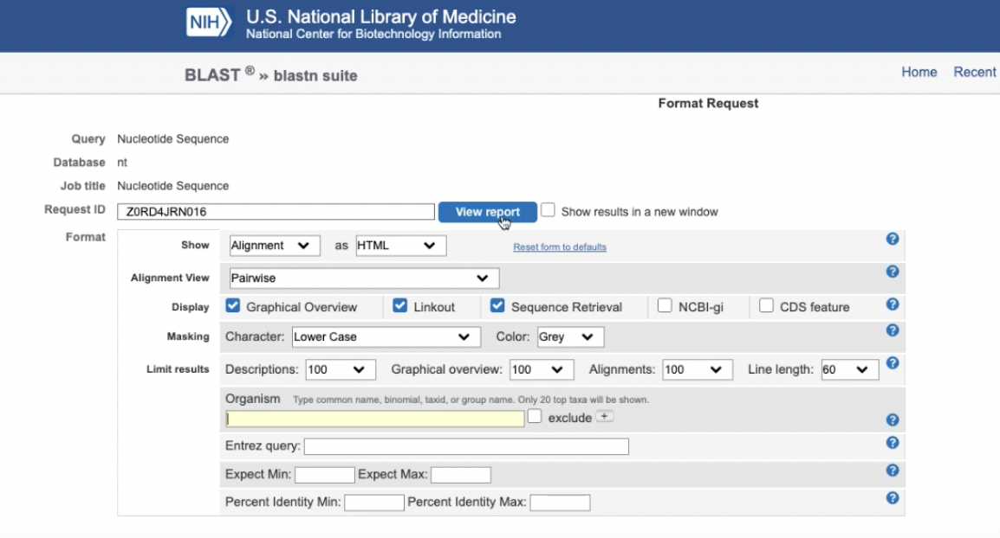 NIH U.S. National Library of Medicine
National Center for Biotechnology Information
BLAST ® » blastn suite Home Recent
Format Request
Query Nucleotide Sequence
Database nt
Job title Nucleotide Sequence
Request ID Z0RD4JRN016 View report Show results in a new window
Format
Show Alignment as HTML Reset form to defaults ?
Alignment View Pairwise ?
Display Graphical Overview Linkout Sequence Retrieval NCBI-gi CDS feature ?
Masking Character: Lower Case Color: Grey ?
Limit results Descriptions: 100 Graphical overview: 100 Alignments: 100 Line length: 60 ?
Organism Type common name, binomial, taxid, or group name. Only 20 top taxa will be shown.
exclude + ?
Entrez query: ?
Expect Min: Expect Max: ?
Percent Identity Min: Percent Identity Max: ?